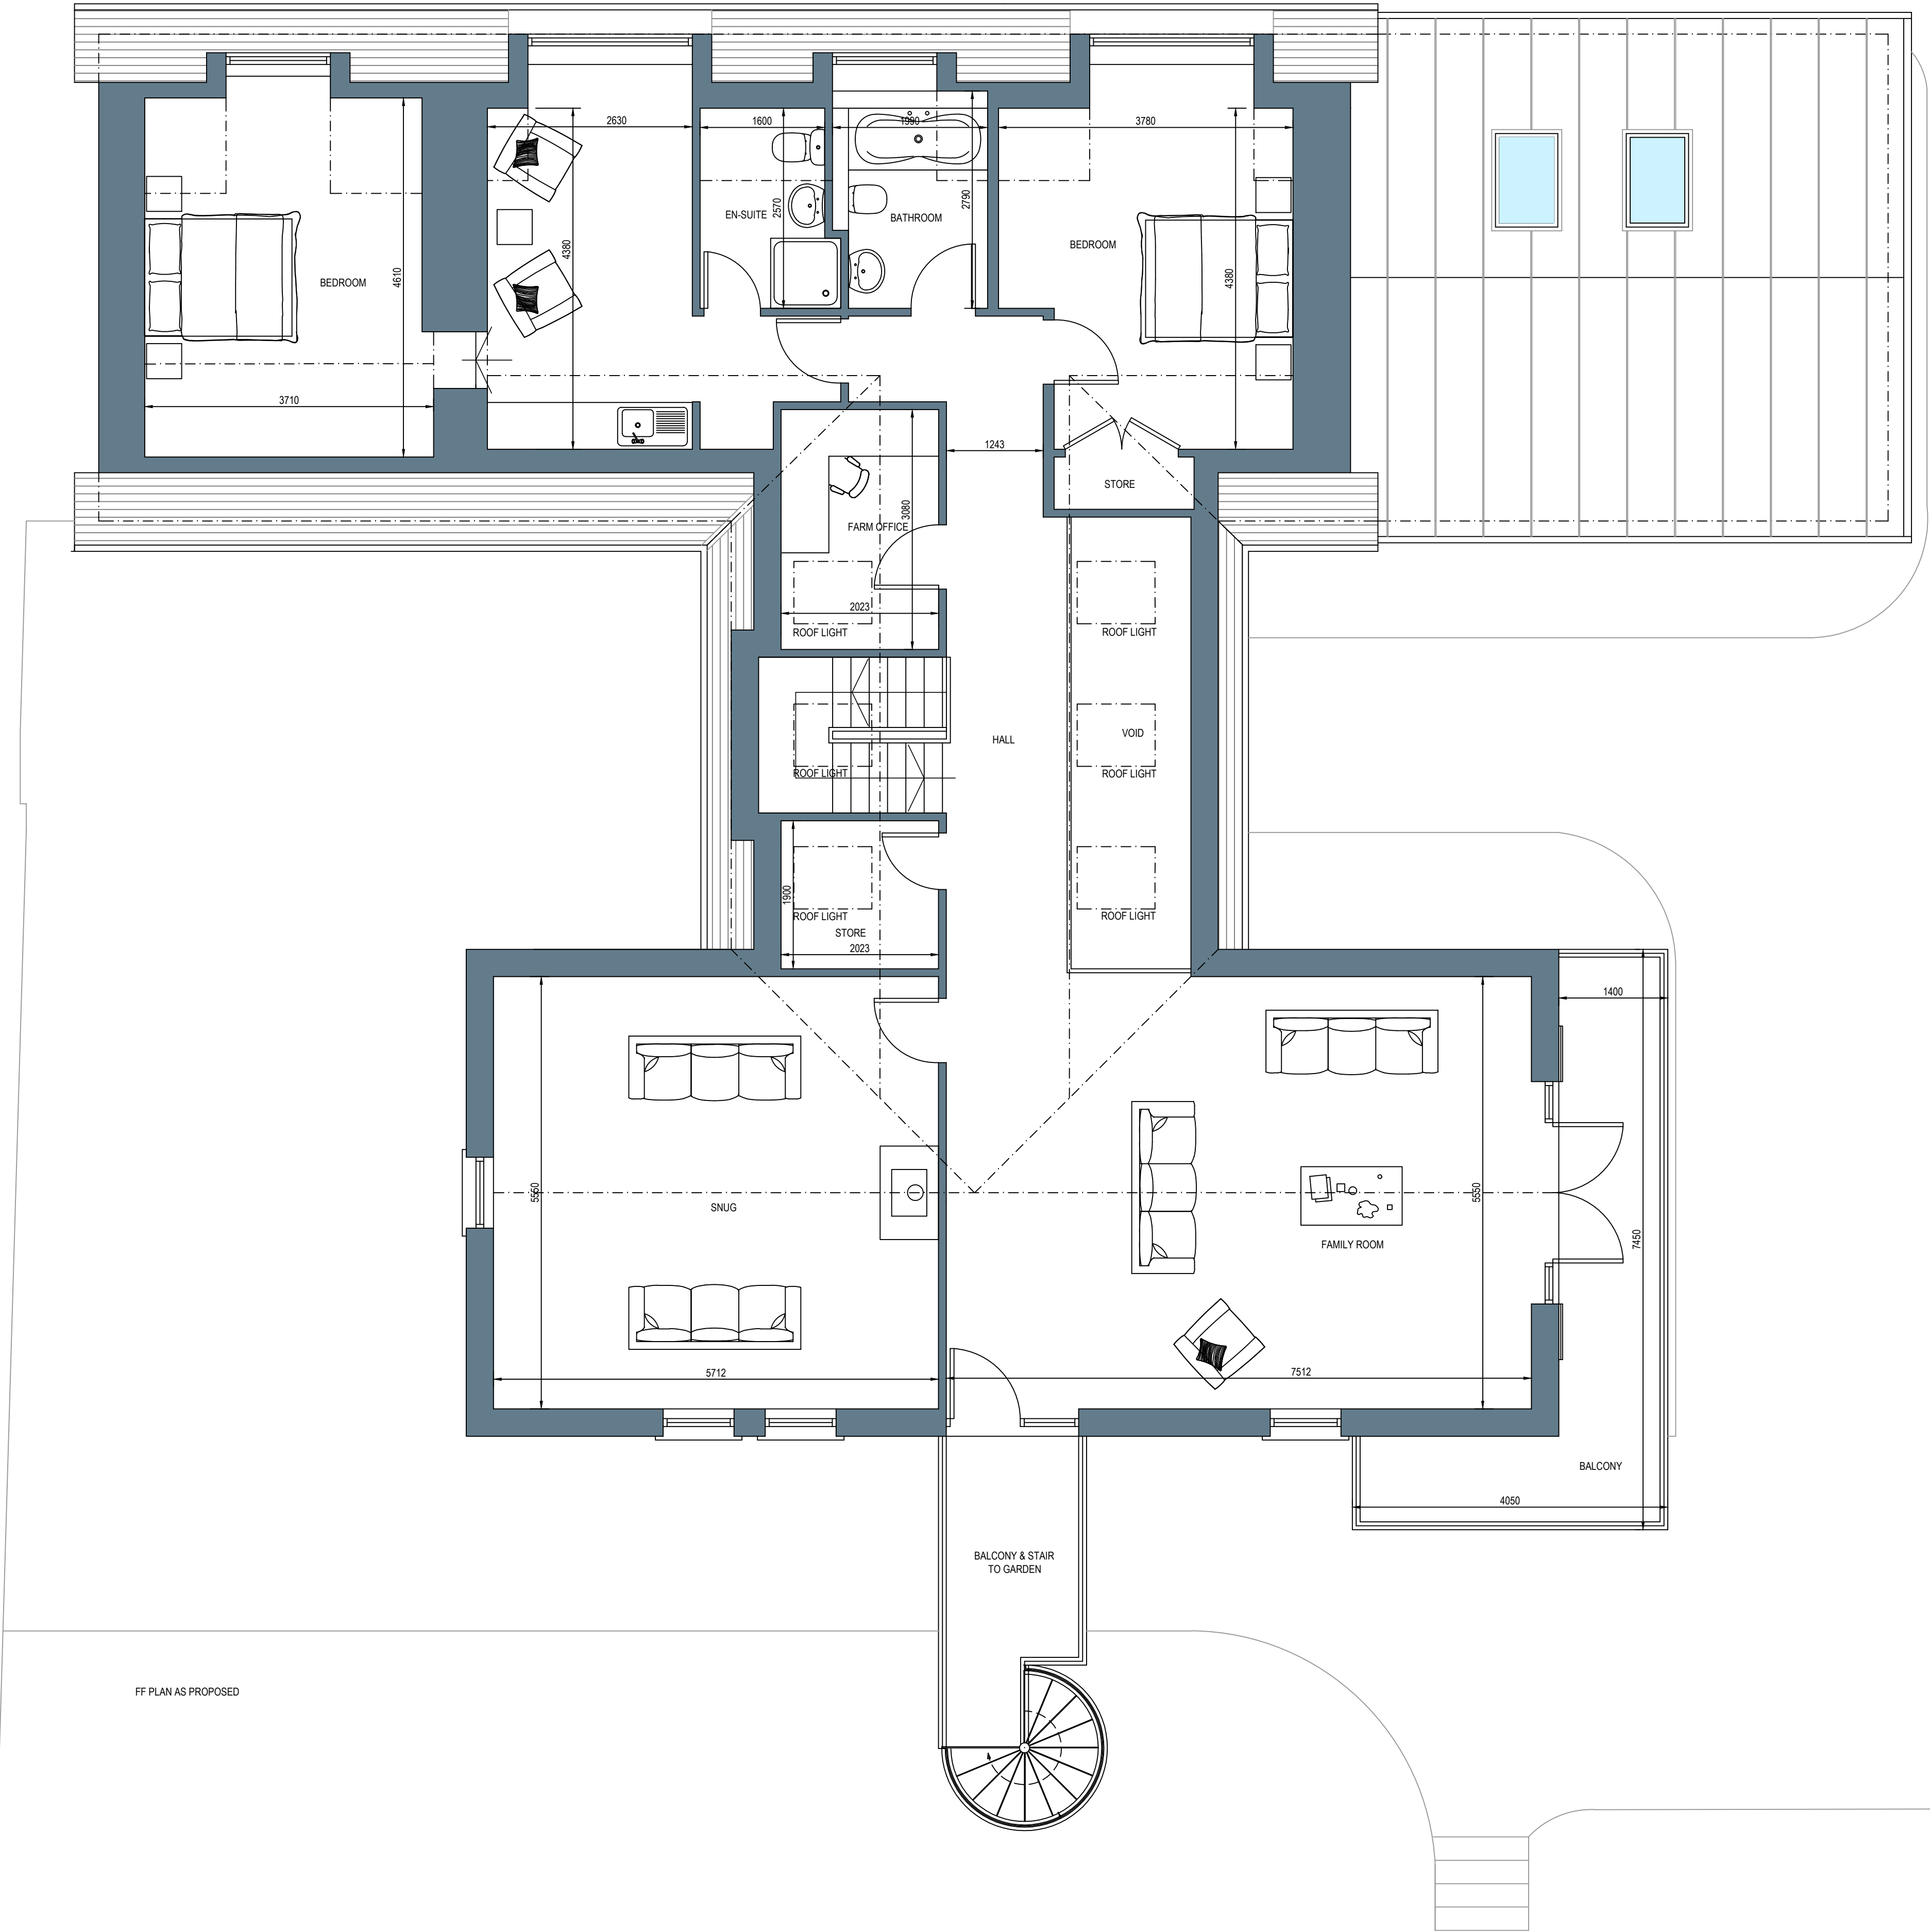 2630
1600
1990
3780
2570
2790
EN-SUITE
BATHROOM
BEDROOM
4380
4610
BEDROOM
4380
3710
1243
STORE
3080
FARM OFFICE
2023
ROOF LIGHT
ROOF LIGHT
HALL
VOID
ROOF LIGHT
ROOF LIGHT
1900
ROOF LIGHT
ROOF LIGHT
STORE
2023
1400
5550
SNUG
5550
FAMILY ROOM
7450
5712
7512
BALCONY
4050
BALCONY & STAIR
TO GARDEN
FF PLAN AS PROPOSED